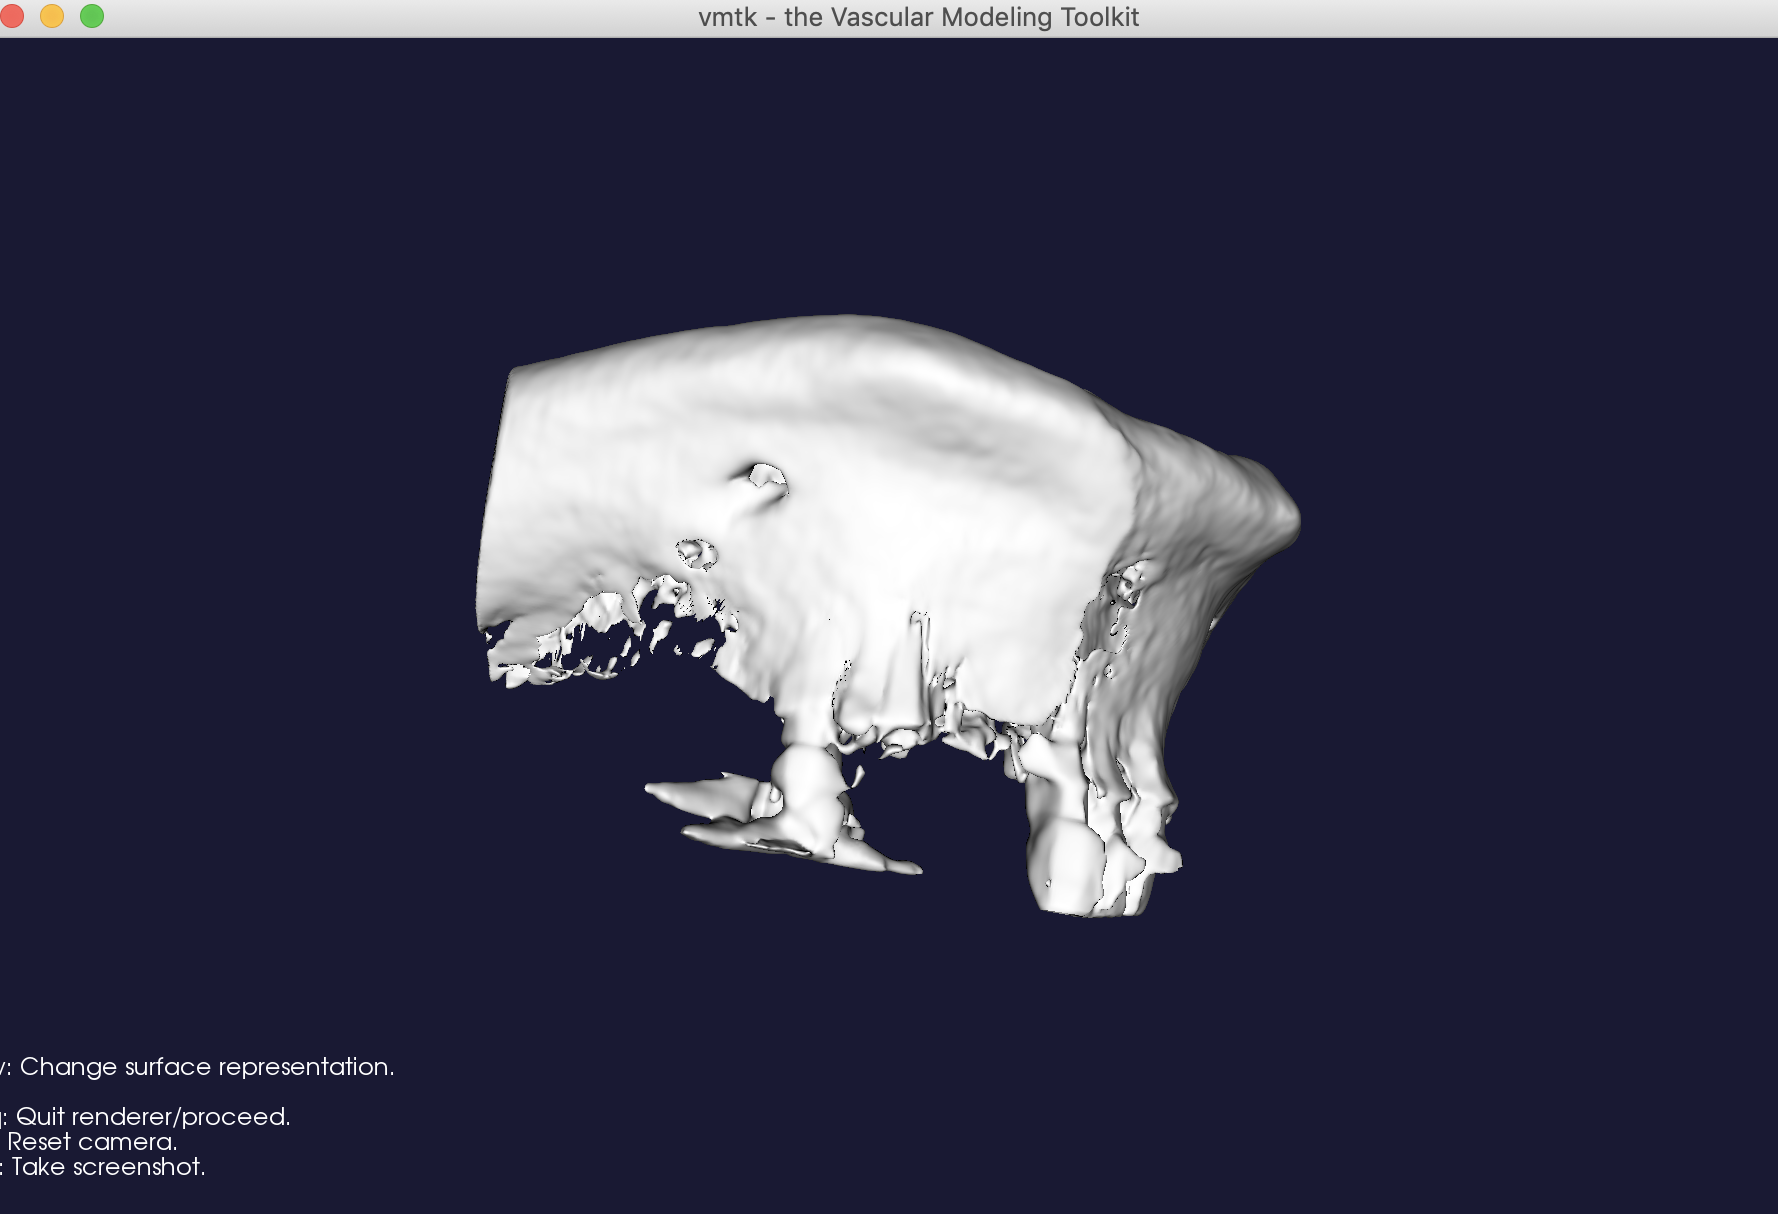 vmtk - the Vascular Modeling Toolkit
: Change surface representation.
: Quit renderer/proceed.
Reset camera.
: Take screenshot.